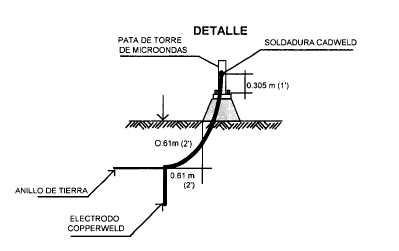 DETALLE
PATA DE TORRE
DE MICROONDAS
SOLDADURA CADWELD
0.305 m (1')
O.61m (2')
0.61 m
(2')
ANILLO DE TIERRA
ELECTRODO
COPPERWELD